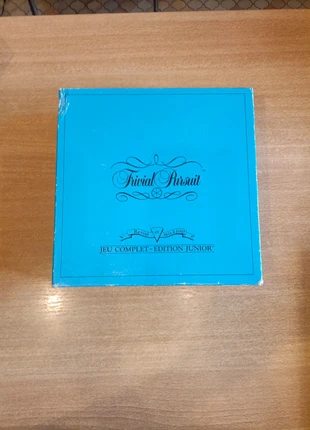 Trivial Pursuit
JEU COMPLET - EDITION JUNIOR